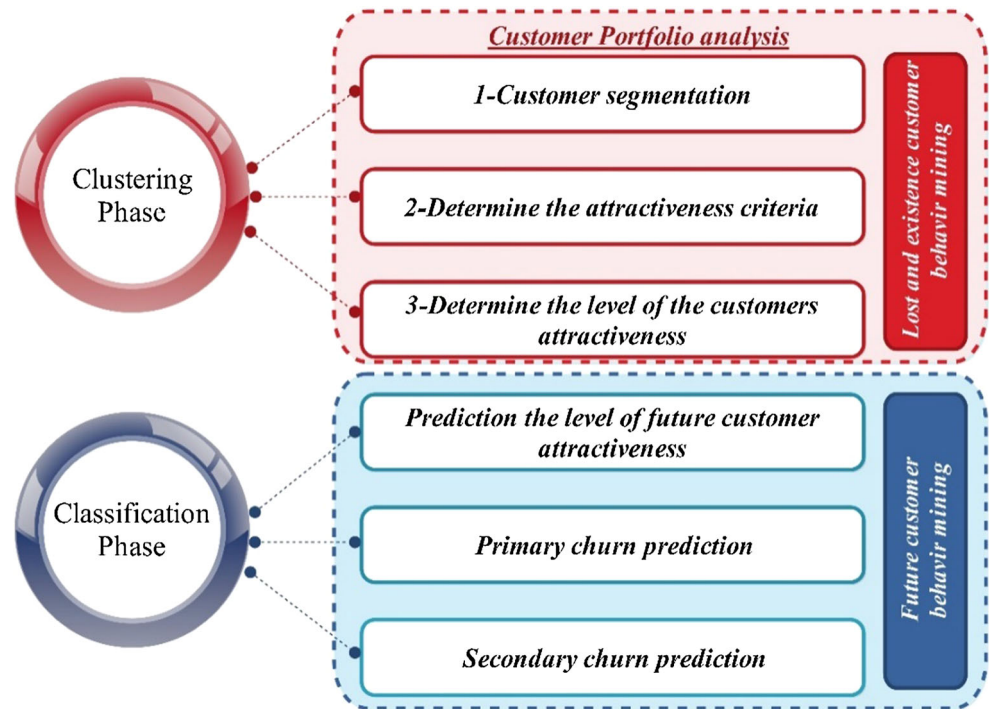 Customer Portfolio analysis
Clustering
Phase
1-Customer segmentation
2-Determine the attractiveness criteria
3-Determine the level of the customers
attractiveness
Lost and existence customer
behavir mining
Classification
Phase
Prediction the level of future customer
attractiveness
Primary churn prediction
Secondary churn prediction
Future customer
behavir mining